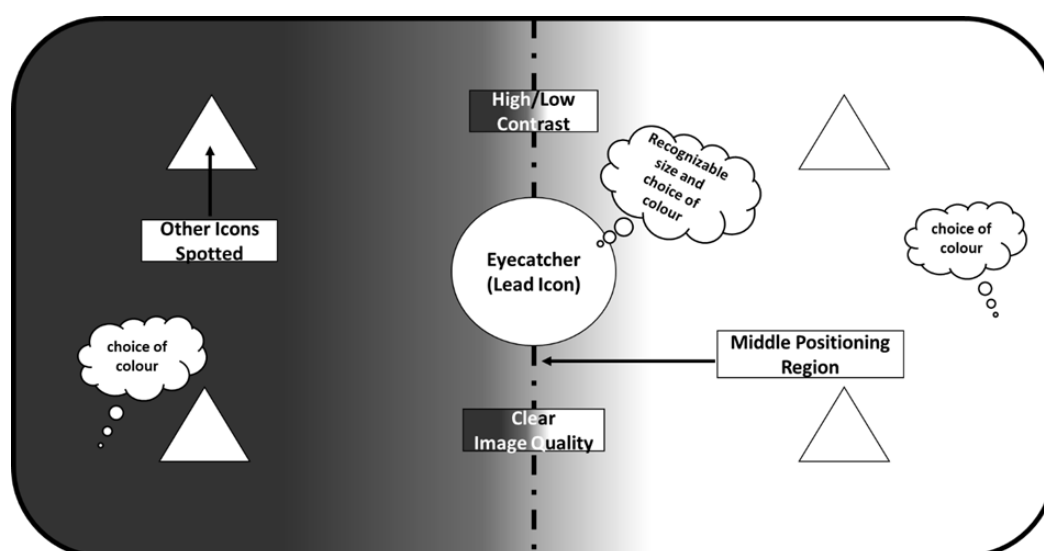 High/Low
Contrast
Recognizable
size and
choice of
colour
Other Icons
Spotted
Eyecatcher
(Lead Icon)
choice of
colour
choice of
colour
Middle Positioning
Region
Clear
Image Quality